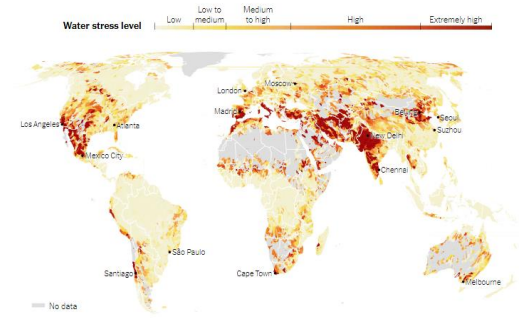 Water stress level
Low
Low to
medium
Medium
to high
High
Extremely high
Moscow
London
Madrid
Beijing
Los Angeles
Atlanta
Seoul
Suzhou
New Delhi
Mexico City
Chennai
São Paulo
Santiago
Cape Town
Melbourne
No data